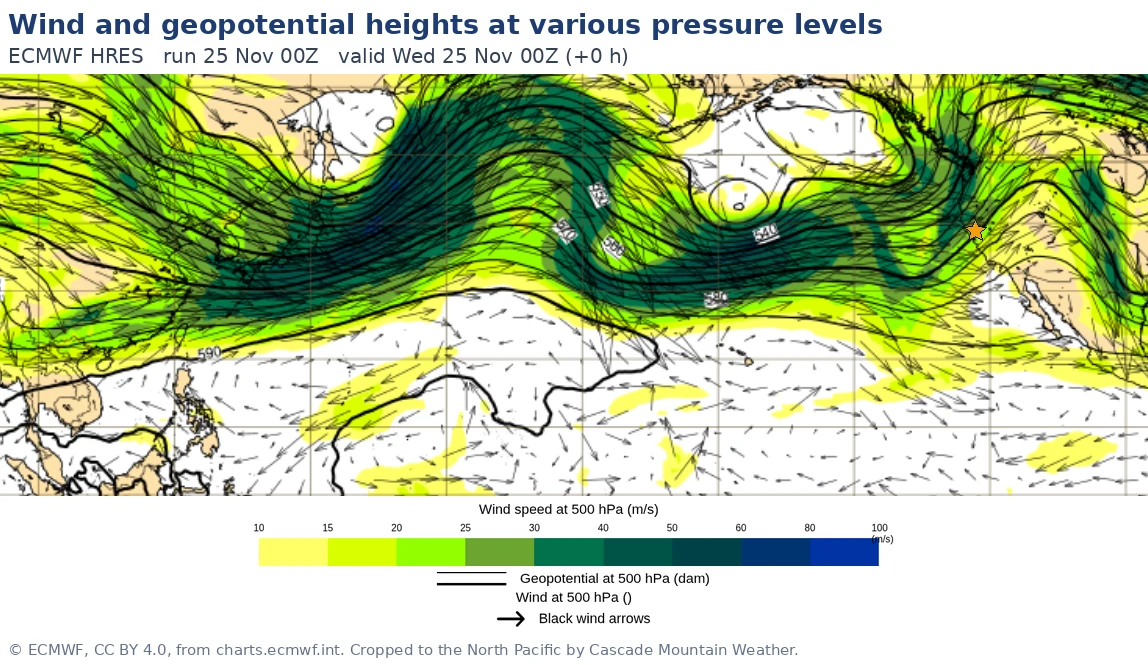 Wind and geopotential heights at various pressure levels
ECMWF HRES run 25 Nov 00Z valid Wed 25 Nov 00Z (+0 h)
540
590
Wind speed at 500 hPa (m/s)
10 15 20 25 30 40 50 60 80 100
(m/s)
Geopotential at 500 hPa (dam)
Wind at 500 hPa ()
Black wind arrows
© ECMWF, CC BY 4.0, from charts.ecmwf.int. Cropped to the North Pacific by Cascade Mountain Weather.